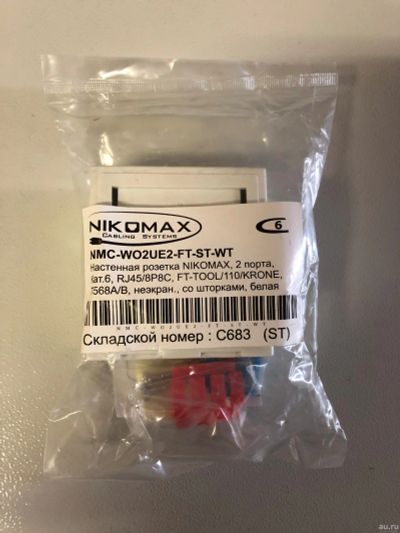 NIKOMAX
CABLING SYSTEMS
6
NMC-WO2UE2-FT-ST-WT
Настенная розетка NIKOMAX, 2 порта,
Кат.6, RJ45/8P8C, FT-TOOL/110/KRONE,
T568A/B, неэкран., со шторками, белая
NMC-WO2UE2-FT-ST-WT
Складской номер : C683 (ST)
au.ru